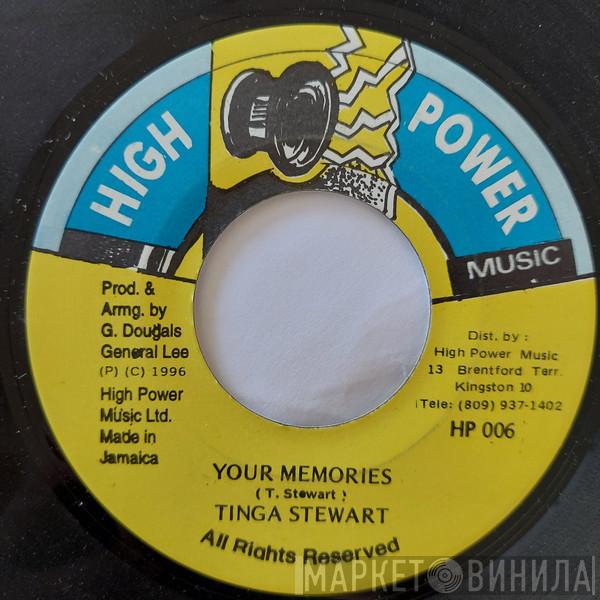 HIGH POWER
MUSIC
Prod. &
Arrng. by
G. Dougals
General Lee
(P) (C) 1996
High Power
Music Ltd.
Made in
Jamaica
Dist. by :
High Power Music
13 Brentford Terr.
Kingston 10
Tele: (809) 937-1402
HP 006
YOUR MEMORIES
( T. Stewart )
TINGA STEWART
All Rights Reserved
МАРКЕТ ВИНИЛА